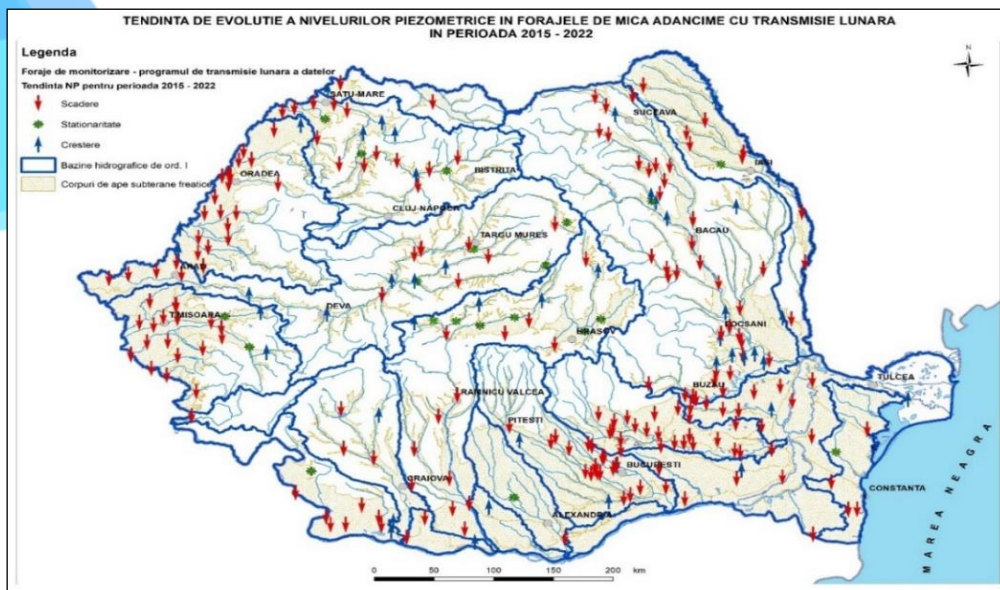 TENDINTA DE EVOLUTIE A NIVELURILOR PIEZOMETRICE IN FORAJELE DE MICA ADANCIME CU TRANSMISIE LUNARA
IN PERIOADA 2015 - 2022
Legenda
Foraje de monitorizare - programul de transmisie lunara a datelor
Tendinta NP pentru perioada 2015 - 2022
Scadere
Stationaritate
Crestere
Bazine hidrografice de ord. I
Corpuri de ape subterane freatice
N
SATU-MARE
SUCEAVA
IASI
ORADEA
BISTRITA
CLUJ-NAPOCA
TARGU MURES
BACAU
ARAD
DEVA
TIMISOARA
FOCSANI
BRASOV
TULCEA
BUZAU
RAMNICU VALCEA
PITESTI
BUCURESTI
CRAIOVA
CONSTANTA
ALEXANDRIA
MAREA NEAGRA
0 50 100 150 200 km